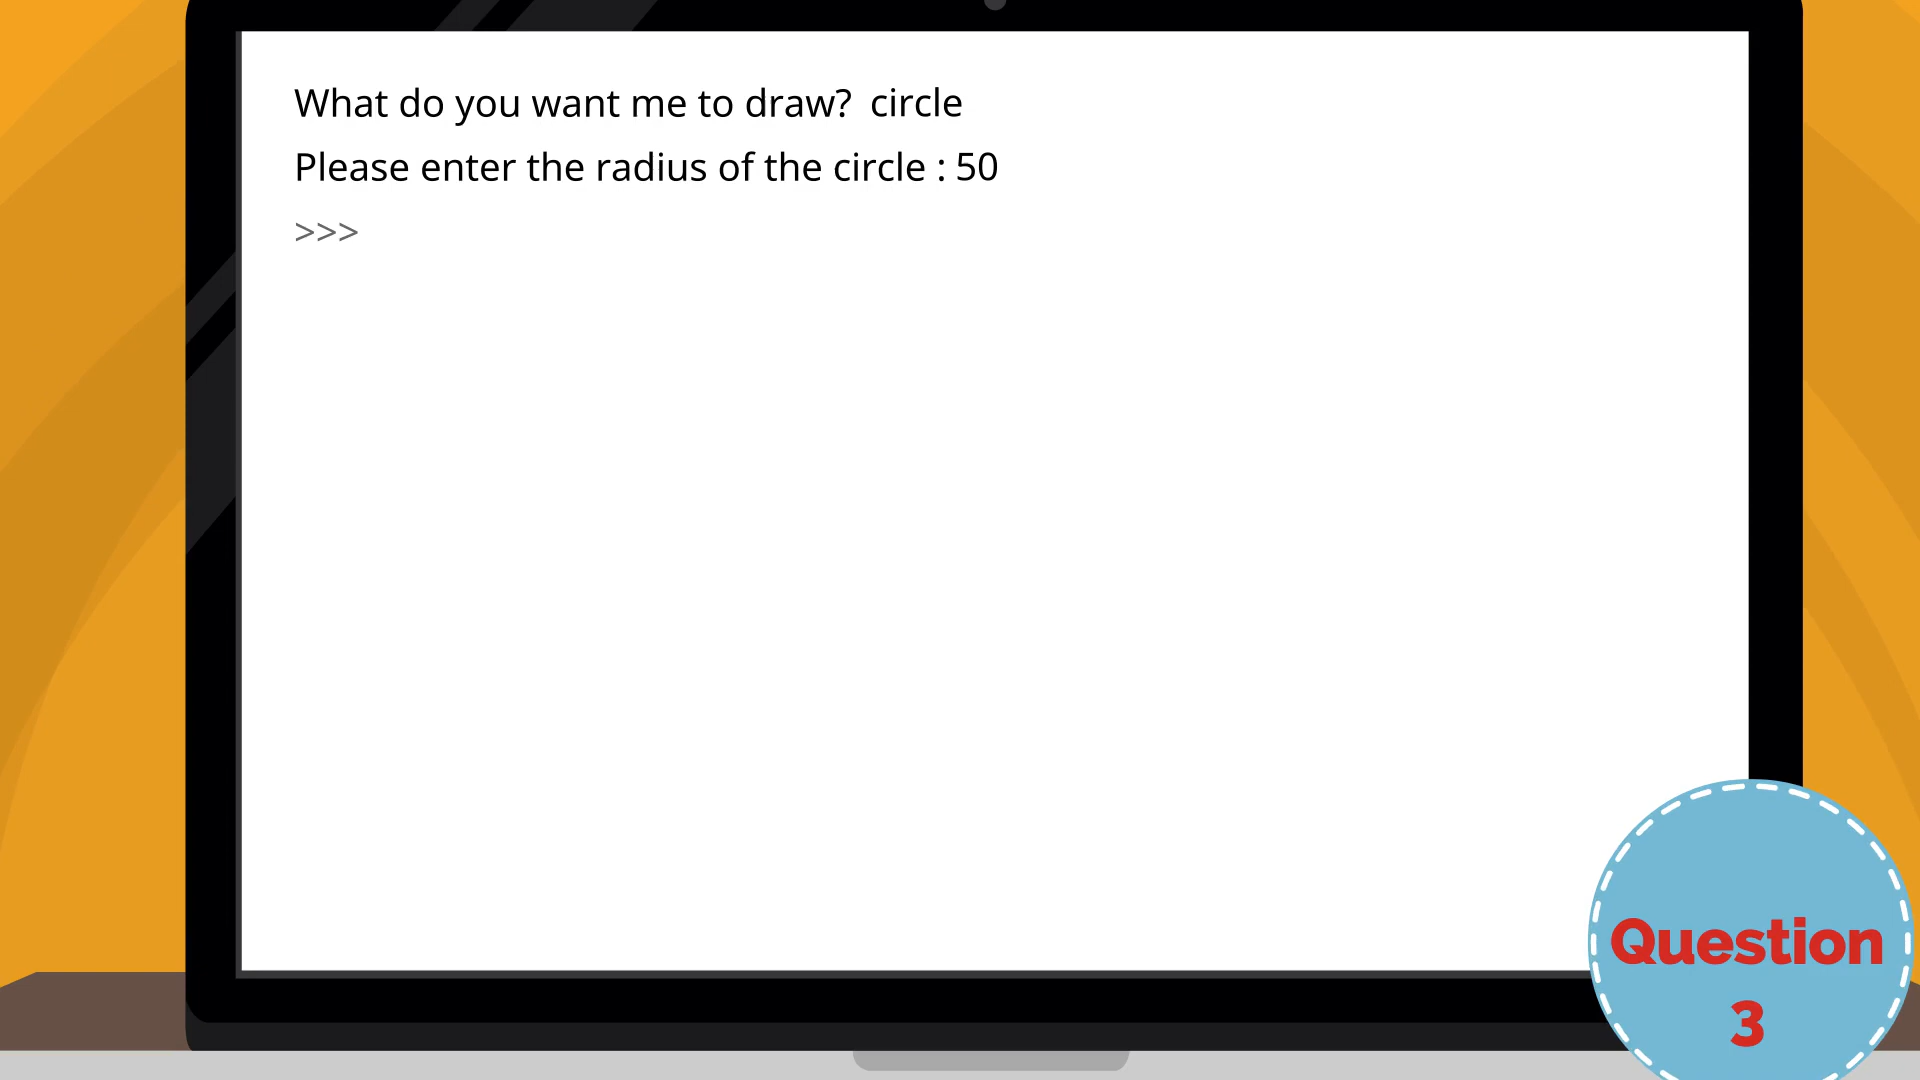 What do you want me to draw?  circle
Please enter the radius of the circle : 50
>>>
Question
3